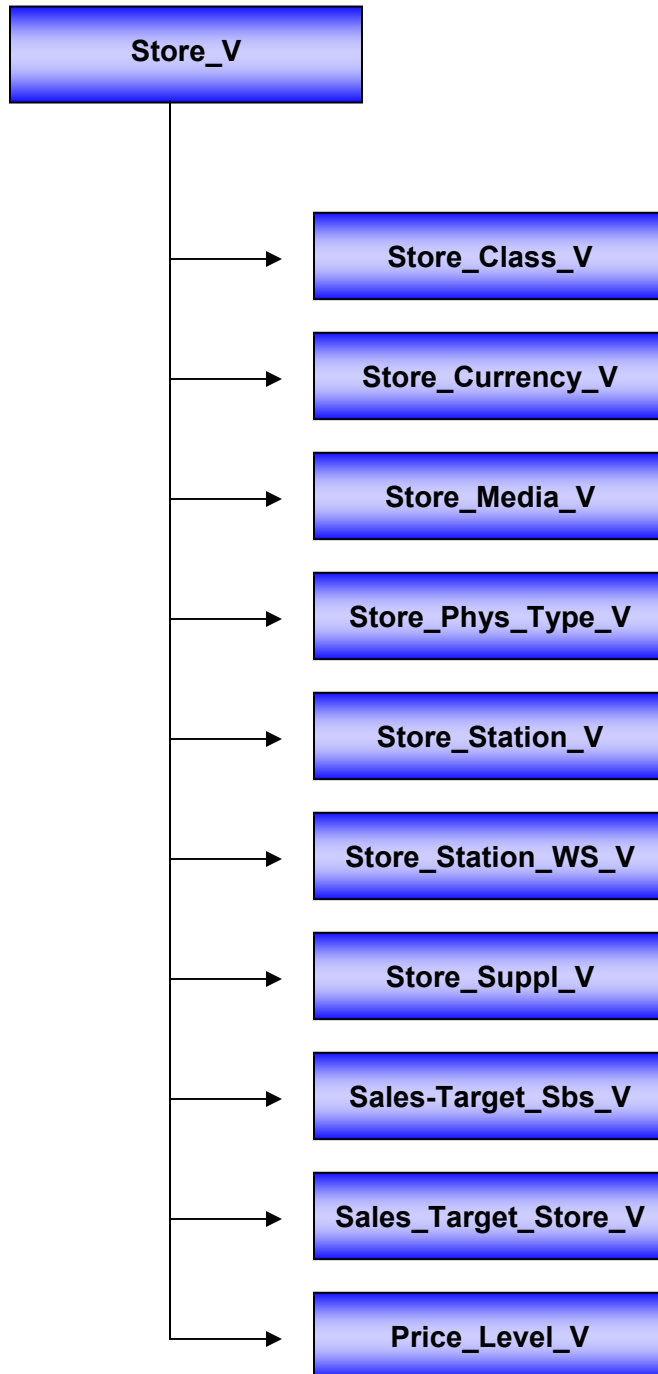 Store_V
Store_Class_V
Store_Currency_V
Store_Media_V
Store_Phys_Type_V
Store_Station_V
Store_Station_WS_V
Store_Suppl_V
Sales-Target_Sbs_V
Sales_Target_Store_V
Price_Level_V